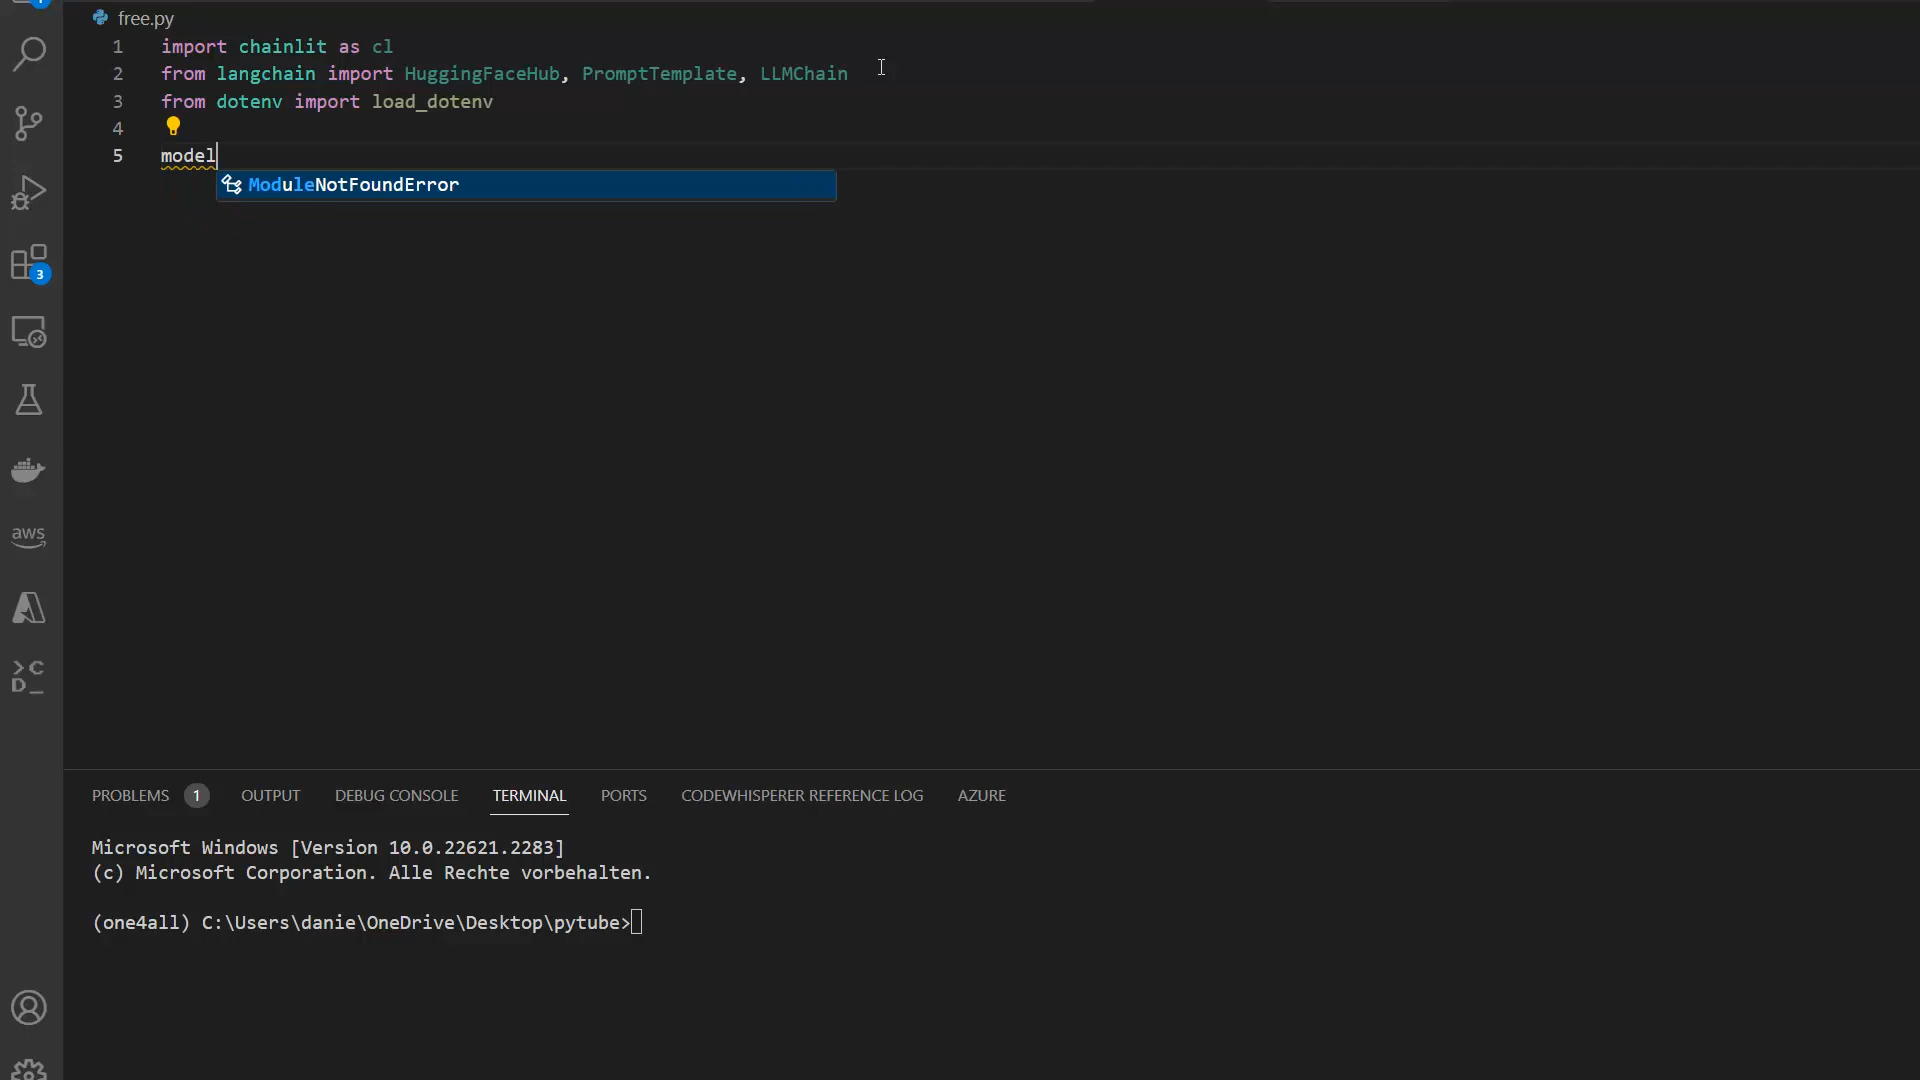 free.py
1 import chainlit as cl
2 from langchain import HuggingFaceHub, PromptTemplate, LLMChain
3 from dotenv import load_dotenv
4
5 model
ModuleNotFoundError
3
aws
>C
D_
PROBLEMS 1 OUTPUT DEBUG CONSOLE TERMINAL PORTS CODEWHISPERER REFERENCE LOG AZURE
Microsoft Windows [Version 10.0.22621.2283]
(c) Microsoft Corporation. Alle Rechte vorbehalten.
(one4all) C:\Users\danie\OneDrive\Desktop\pytube>